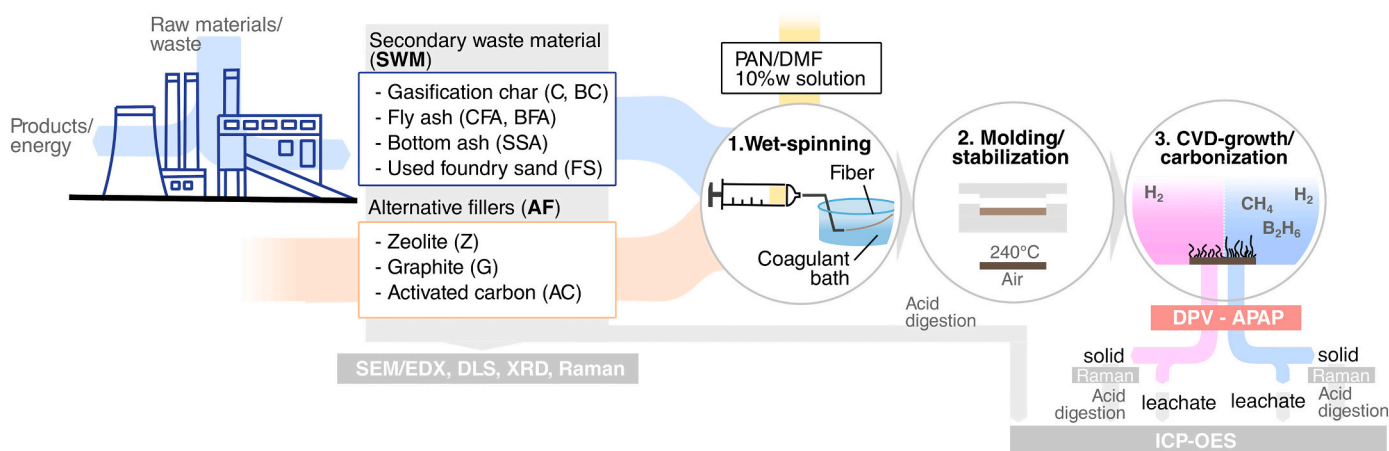 Raw materials/
waste
Products/
energy
Secondary waste material
(SWM)
- Gasification char (C, BC)
- Fly ash (CFA, BFA)
- Bottom ash (SSA)
- Used foundry sand (FS)
Alternative fillers (AF)
- Zeolite (Z)
- Graphite (G)
- Activated carbon (AC)
SEM/EDX, DLS, XRD, Raman
PAN/DMF
10%w solution
1.Wet-spinning
Fiber
Coagulant
bath
2. Molding/
stabilization
240°C
Air
3. CVD-growth/
carbonization
H2
CH4
H2
B2H6
Acid
digestion
DPV - APAP
solid
Raman
Acid
digestion
leachate
leachate
solid
Raman
Acid
digestion
ICP-OES